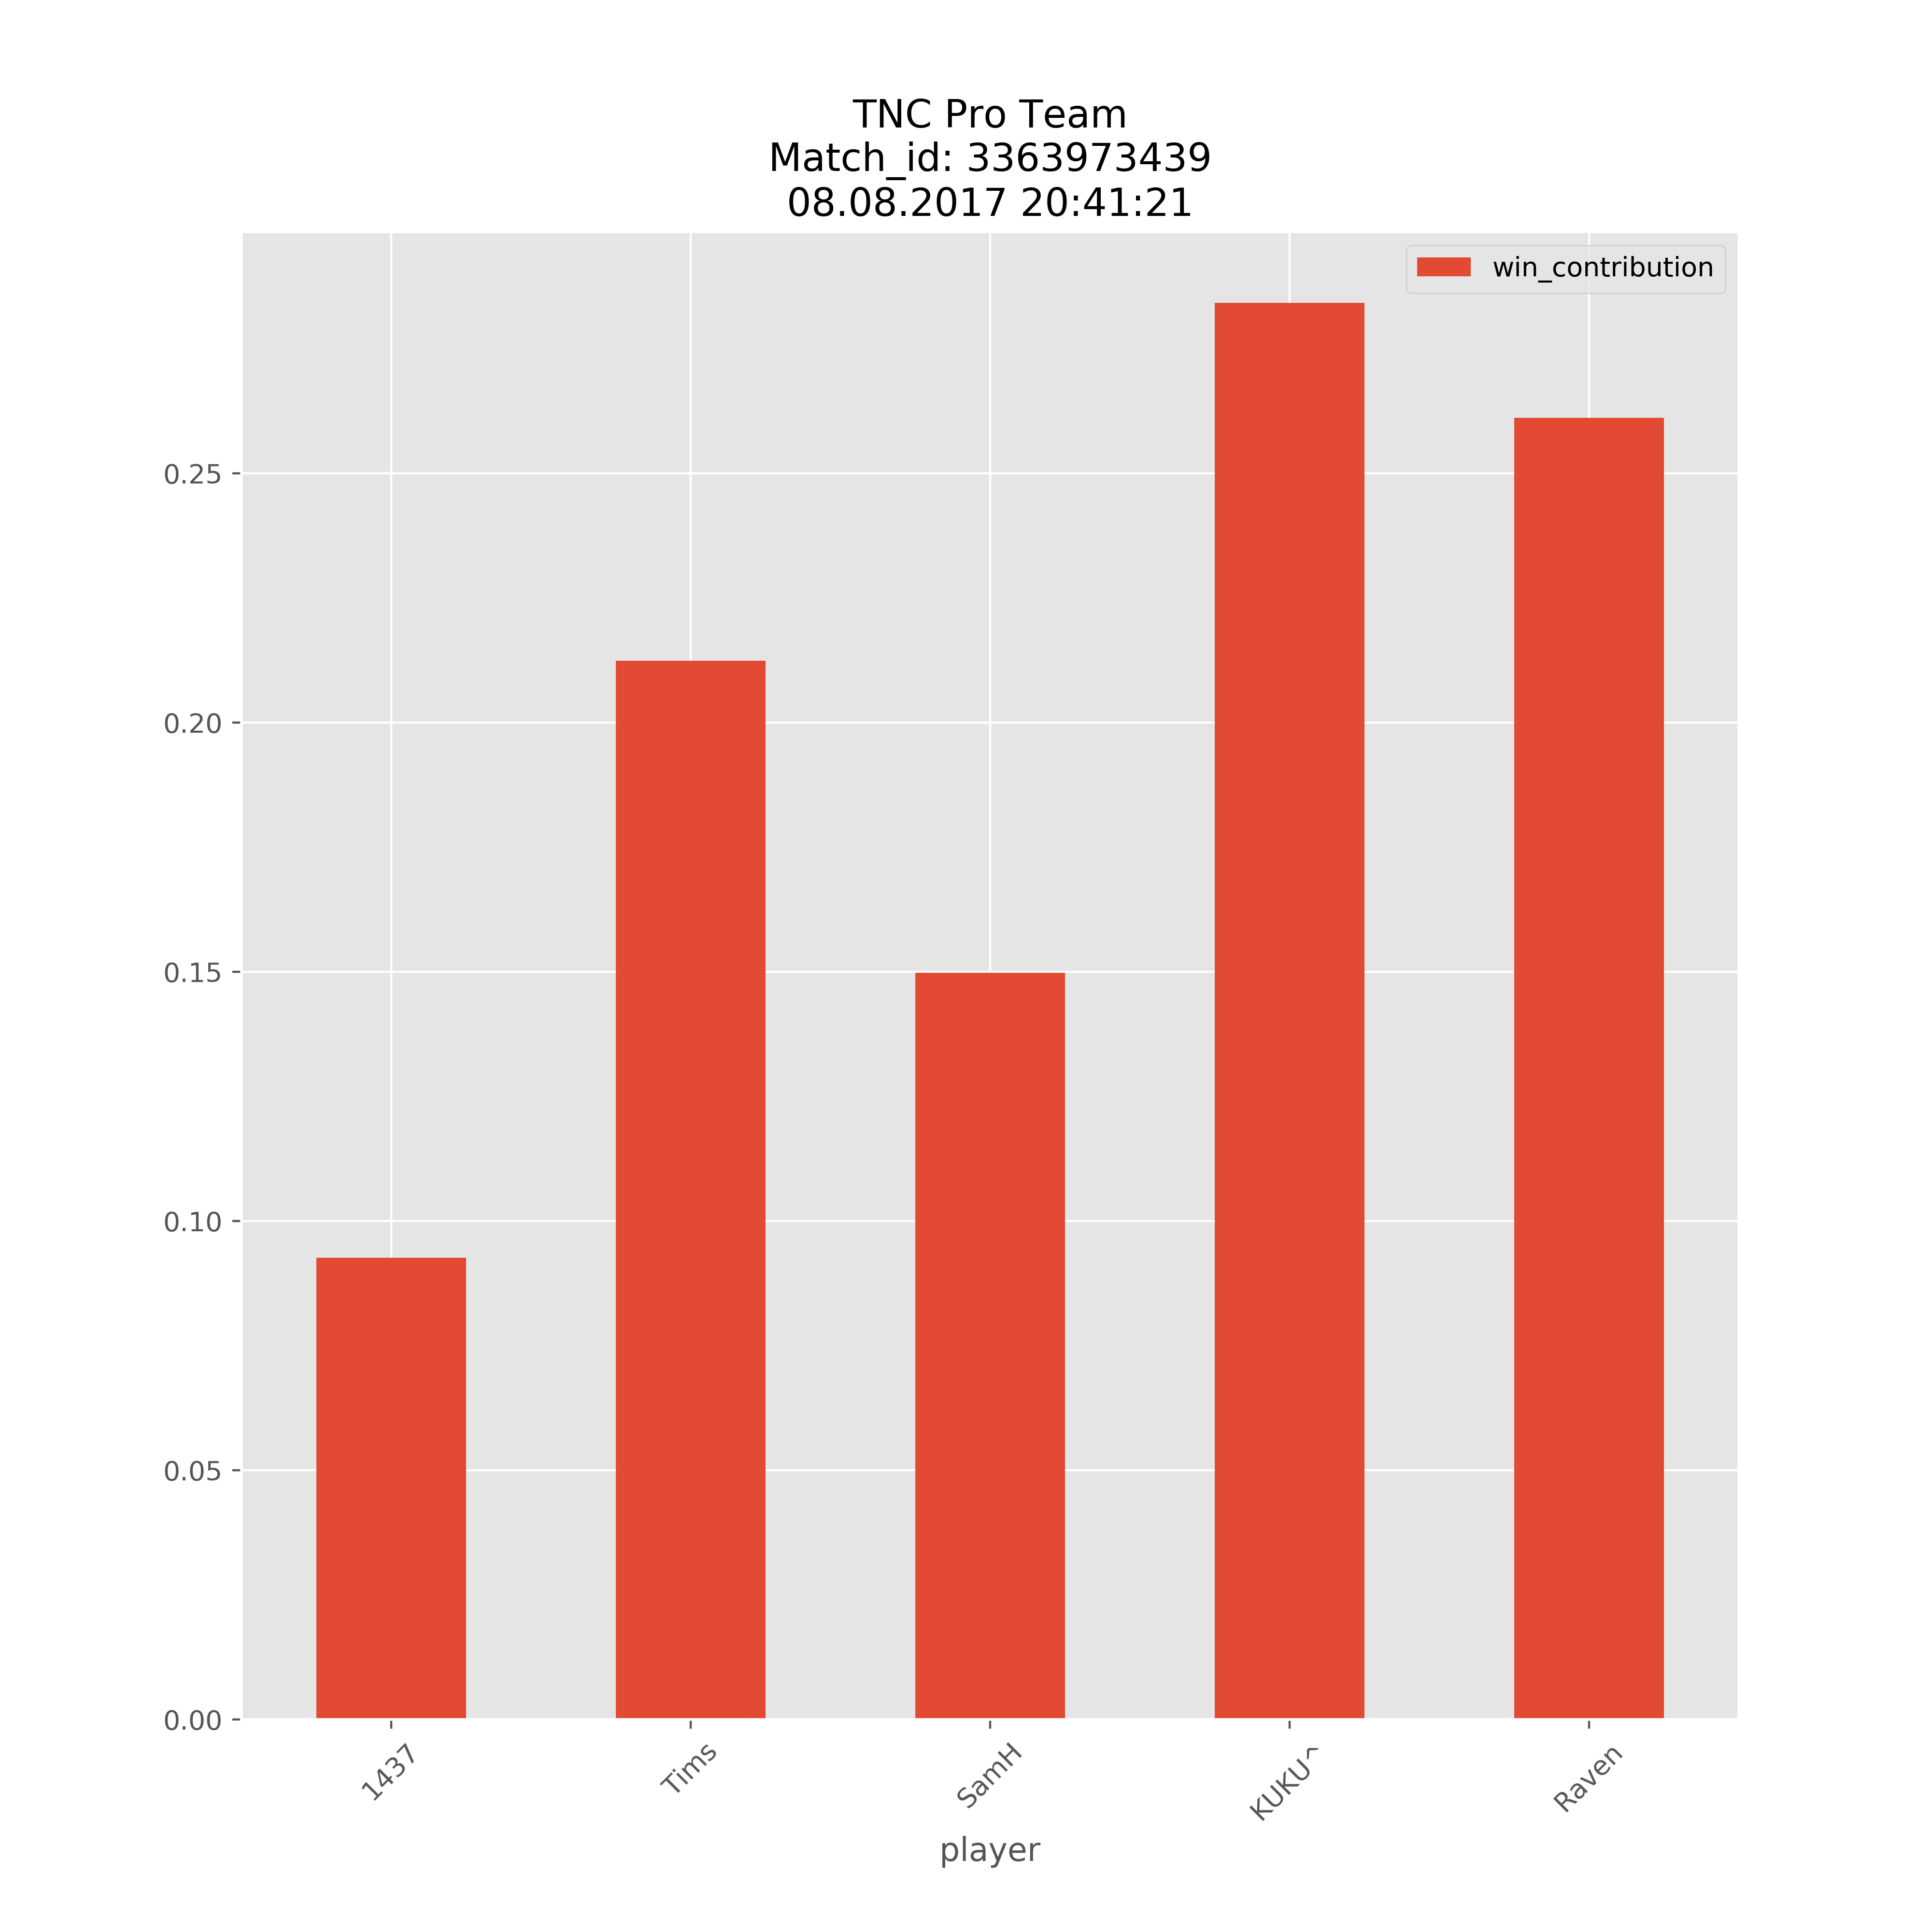 TNC Pro Team
Match_id: 3363973439
08.08.2017 20:41:21
win_contribution
0.25
0.20
0.15
0.10
0.05
0.00
1437
Tims
SamH
KUKU^
Raven
player